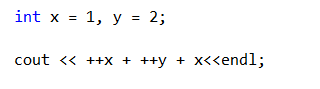 int x = 1, y = 2;
cout << ++x + ++y + x<<endl;